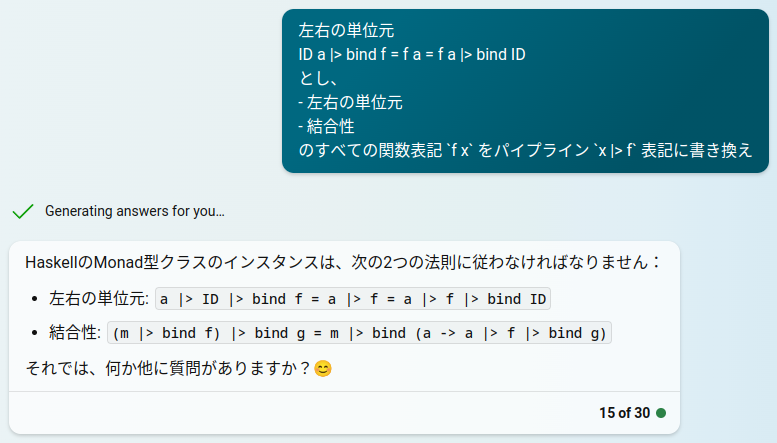 左右の単位元
ID a |> bind f = f a = f a |> bind ID
とし、
- 左右の単位元
- 結合性
のすべての関数表記 `f x` をパイプライン `x |> f` 表記に書き換え
Generating answers for you...
HaskellのMonad型クラスのインスタンスは、次の2つの法則に従わなければなりません：
• 左右の単位元: a |> ID |> bind f = a |> f = a |> f |> bind ID
• 結合性: (m |> bind f) |> bind g = m |> bind (a -> a |> f |> bind g)
それでは、何か他に質問がありますか？😊
15 of 30